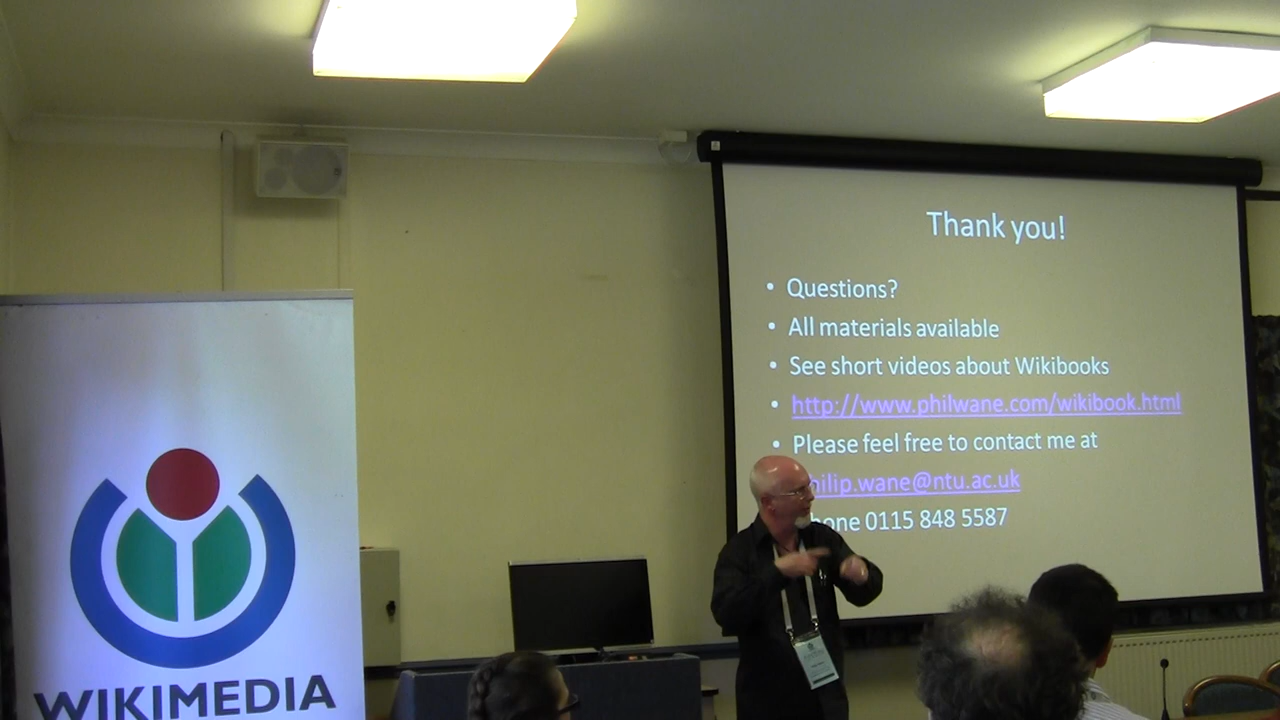 Thank you!
• Questions?
• All materials available
• See short videos about Wikibooks
• http://www.philwane.com/wikibook.html
• Please feel free to contact me at
hilip.wane@ntu.ac.uk
hone 0115 848 5587
WIKIMEDIA